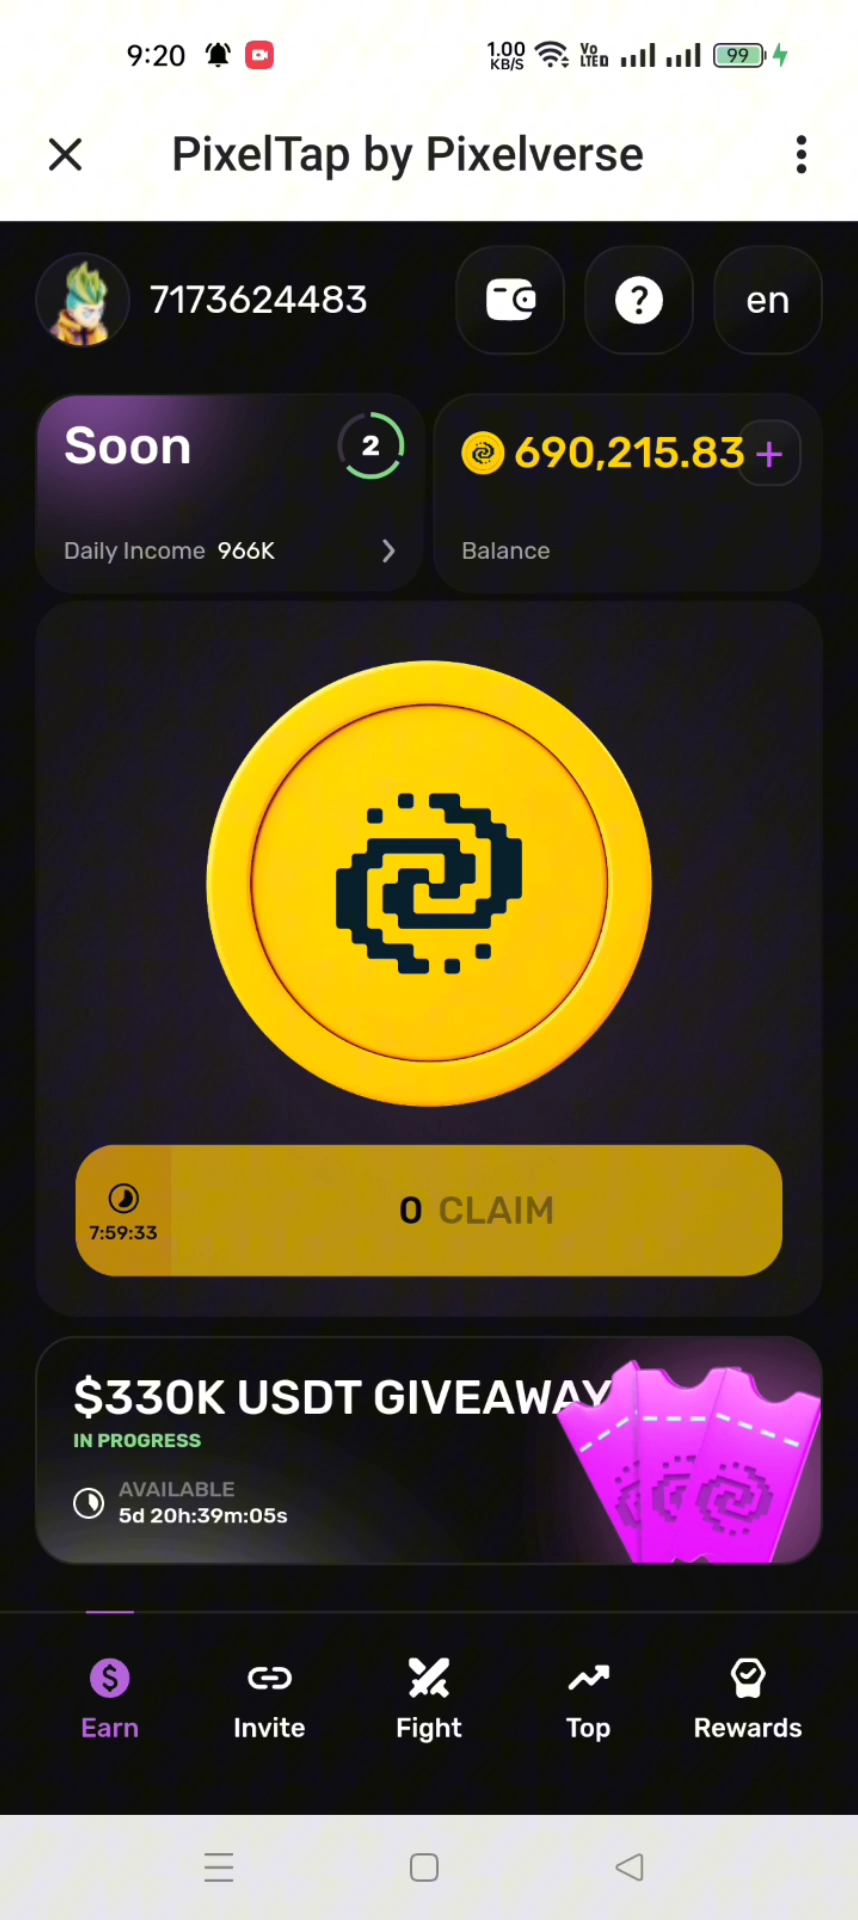 9:20 1.00 KB/S Vo LTED 99
PixelTap by Pixelverse
7173624483 ? en
Soon 2
690,215.83 +
Daily Income 966K
Balance
7:59:33
0 CLAIM
$330K USDT GIVEAWAY
IN PROGRESS
AVAILABLE
5d 20h:39m:05s
$
Earn Invite Fight Top Rewards